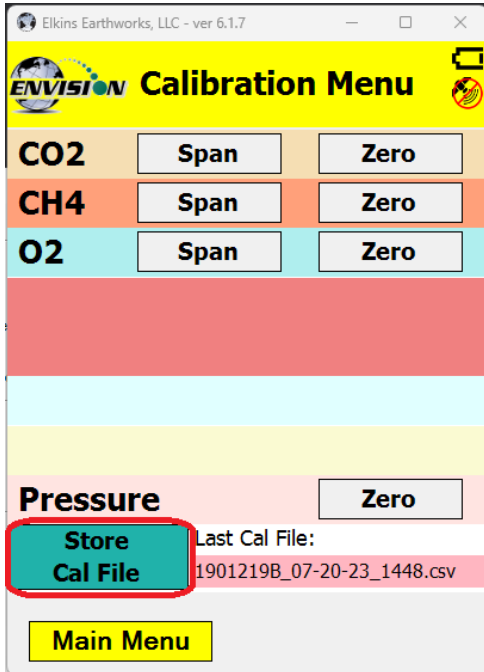 Elkins Earthworks, LLC - ver 6.1.7
ENVISION Calibration Menu
CO2 Span Zero
CH4 Span Zero
O2 Span Zero
Pressure Zero
Store Last Cal File:
Cal File 1901219B_07-20-23_1448.csv
Main Menu